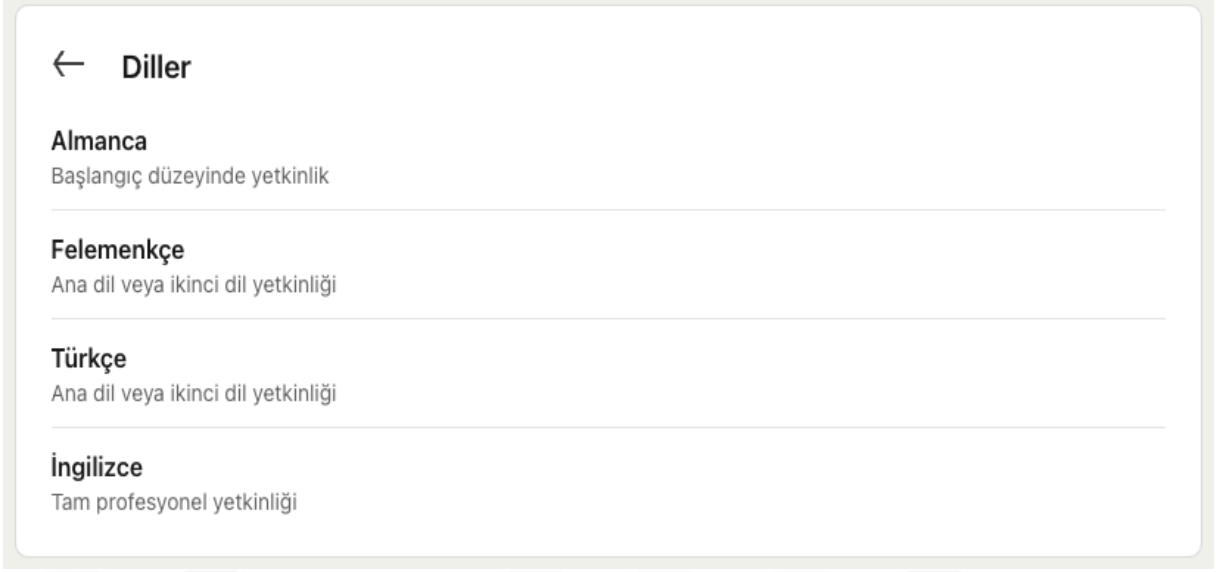 Diller
Almanca
Başlangıç düzeyinde yetkinlik
Felemenkçe
Ana dil veya ikinci dil yetkinliği
Türkçe
Ana dil veya ikinci dil yetkinliği
İngilizce
Tam profesyonel yetkinliği